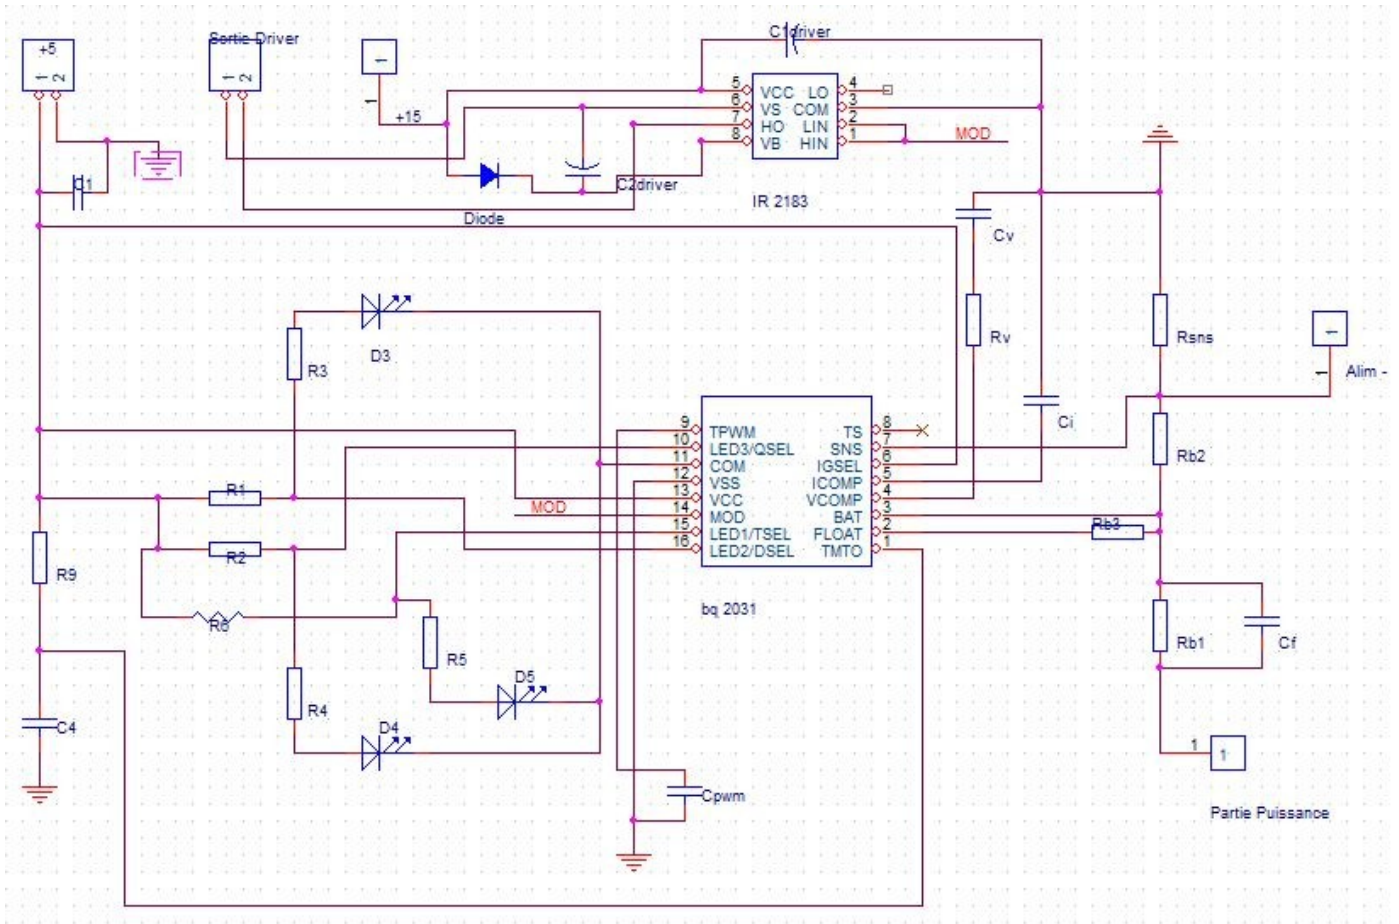 +5
1 2
Sortie Driver
1 2
1
1
+15
C1driver
5 VCC LO 4
6 VS COM 3
7 HO LIN 2
8 VB HIN 1
MOD
IR 2183
C1
C2driver
Diode
Cv
Rv
Rsns
1
1
Alim -
D3
R3
Ci
9 TPWM TS 8
10 LED3/QSEL SNS 7
11 COM IGSEL 6
12 VSS ICOMP 5
13 VCC VCOMP 4
14 MOD BAT 3
15 LED1/TSEL FLOAT 2
16 LED2/DSEL TMTO 1
MOD
bq 2031
Rb2
Rb3
R1
R2
R9
R6
R5
Rb1
Cf
D5
R4
D4
C4
Cpwm
1
1
Partie Puissance